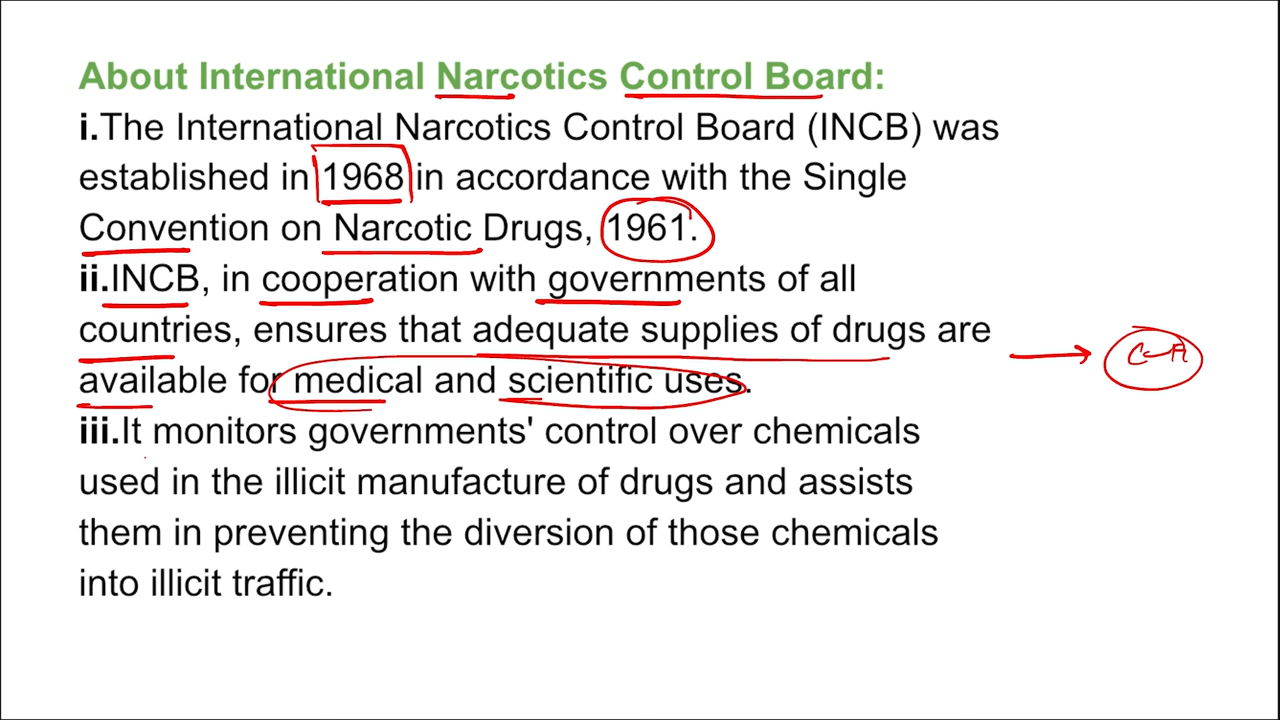 About International Narcotics Control Board:
i.The International Narcotics Control Board (INCB) was
established in 1968 in accordance with the Single
Convention on Narcotic Drugs, 1961.
ii.INCB, in cooperation with governments of all
countries, ensures that adequate supplies of drugs are
available for medical and scientific uses.
iii.It monitors governments' control over chemicals
used in the illicit manufacture of drugs and assists
them in preventing the diversion of those chemicals
into illicit traffic.